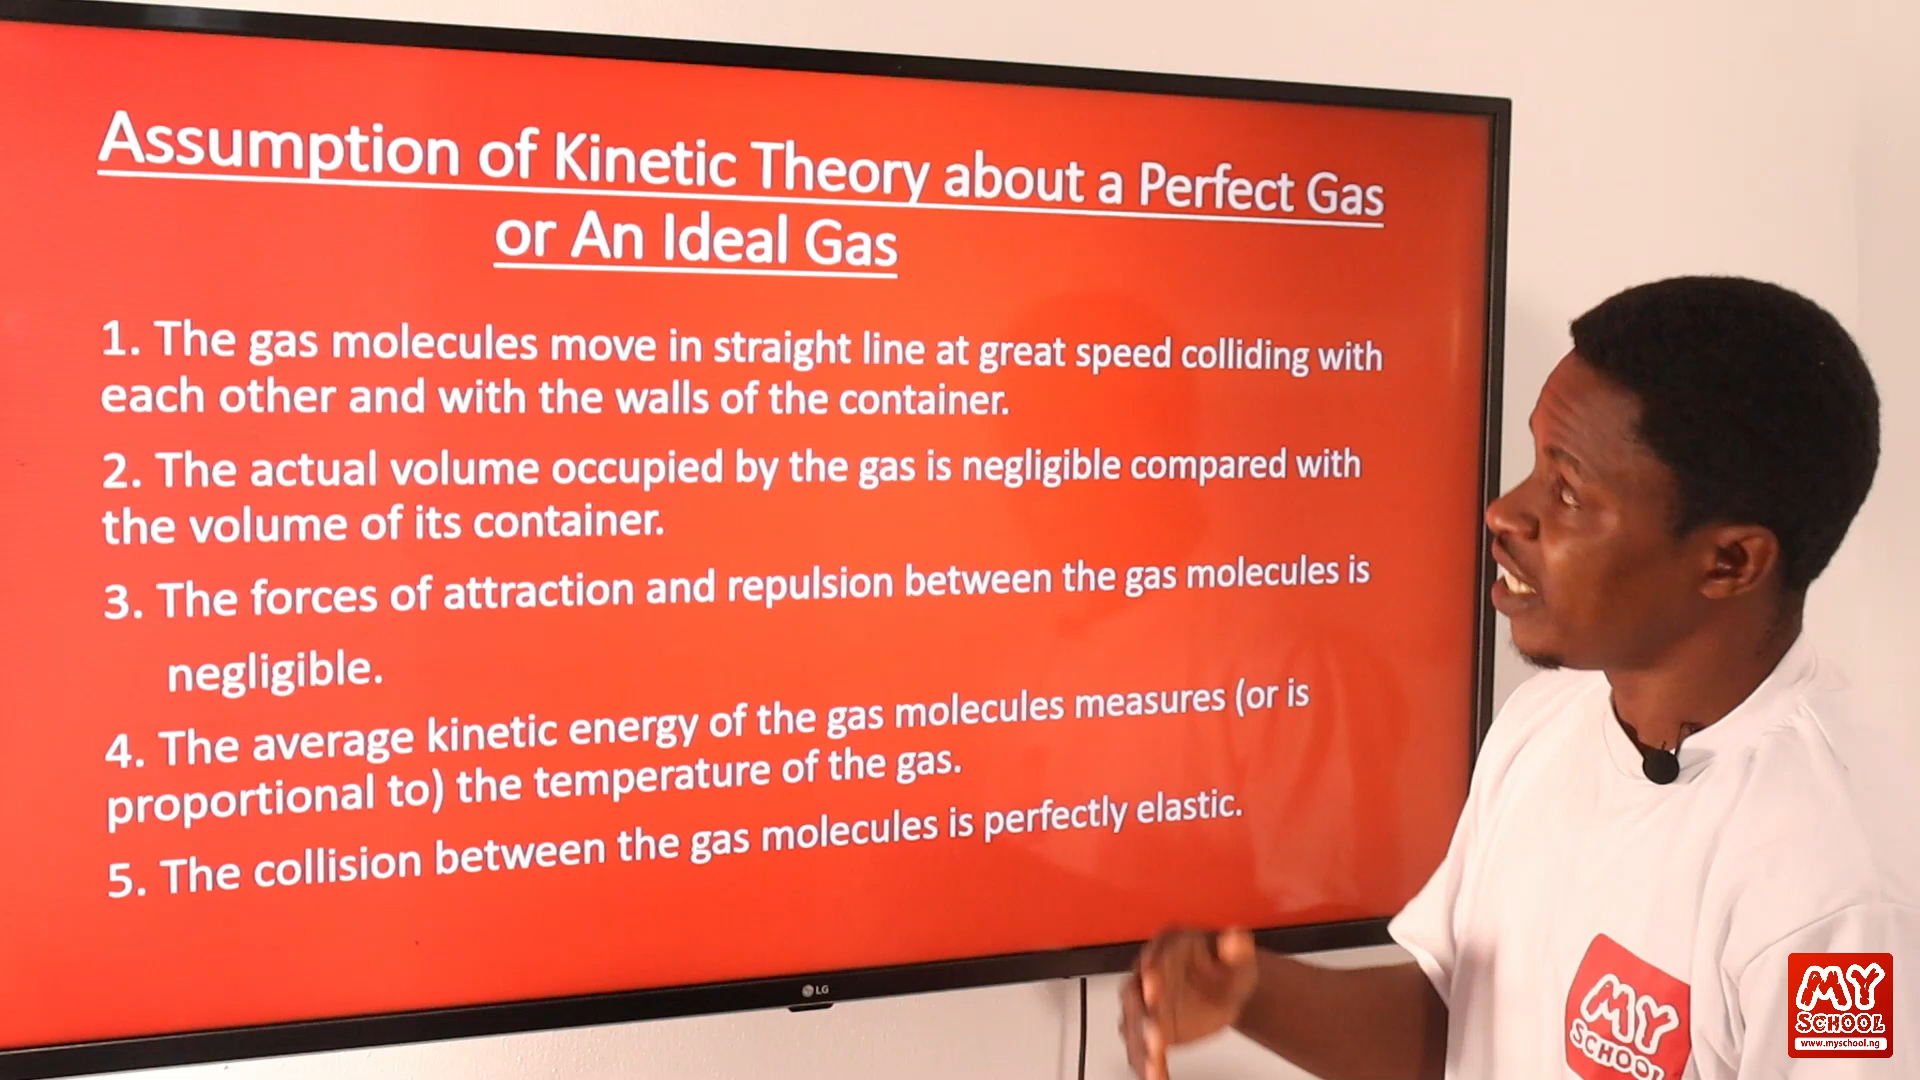 Assumption of Kinetic Theory about a Perfect Gas
or An Ideal Gas
1. The gas molecules move in straight line at great speed colliding with
each other and with the walls of the container.
2. The actual volume occupied by the gas is negligible compared with
the volume of its container.
3. The forces of attraction and repulsion between the gas molecules is
negligible.
4. The average kinetic energy of the gas molecules measures (or is
proportional to) the temperature of the gas.
5. The collision between the gas molecules is perfectly elastic.
LG
MY
SCHOOL
MY
SCHOOL
www.myschool.ng